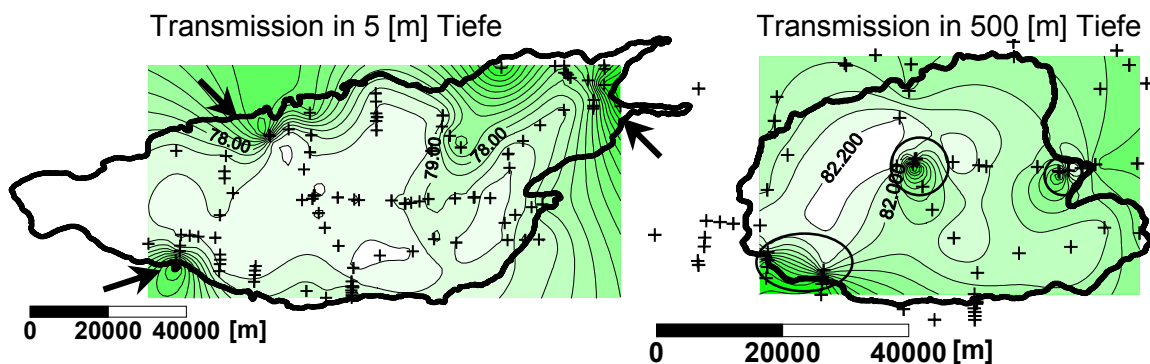 Transmission in 5 [m] Tiefe
Transmission in 500 [m] Tiefe
78.00
79.00
78.00
82.200
82.000
0 20000 40000 [m]
0 20000 40000 [m]